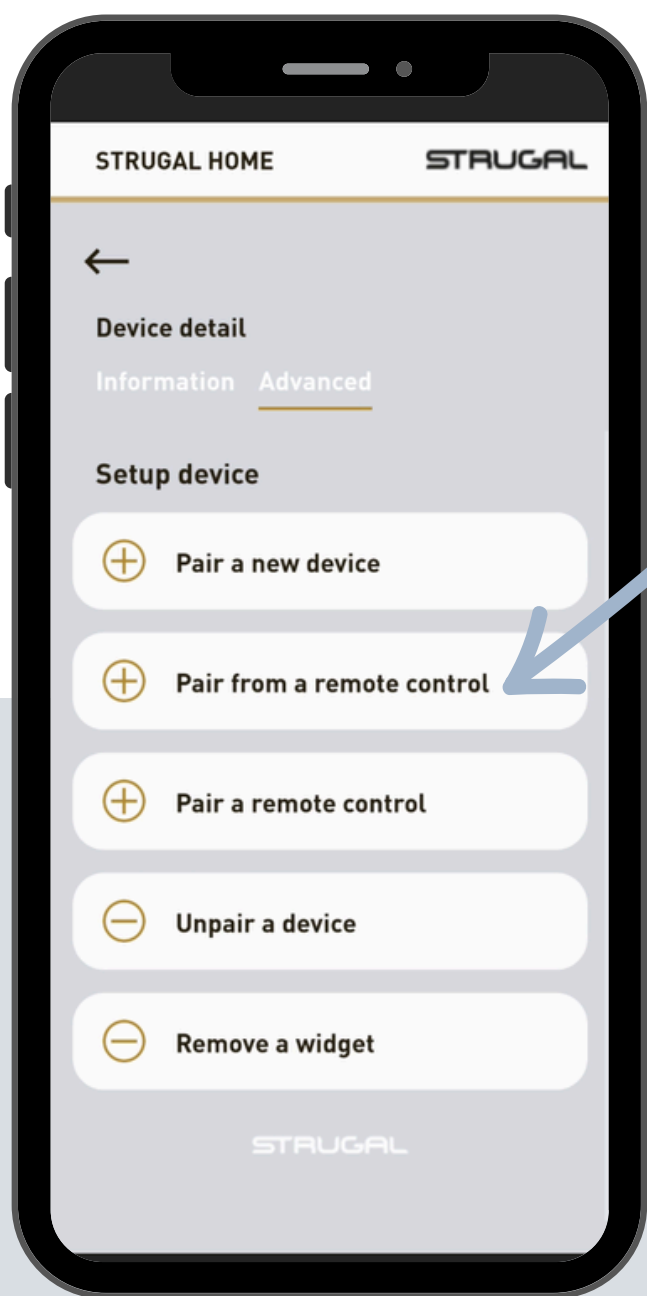 STRUGAL HOME STRUGAL
Device detail
Information Advanced
Setup device
Pair a new device
Pair from a remote control
Pair a remote control
Unpair a device
Remove a widget
STRUGAL